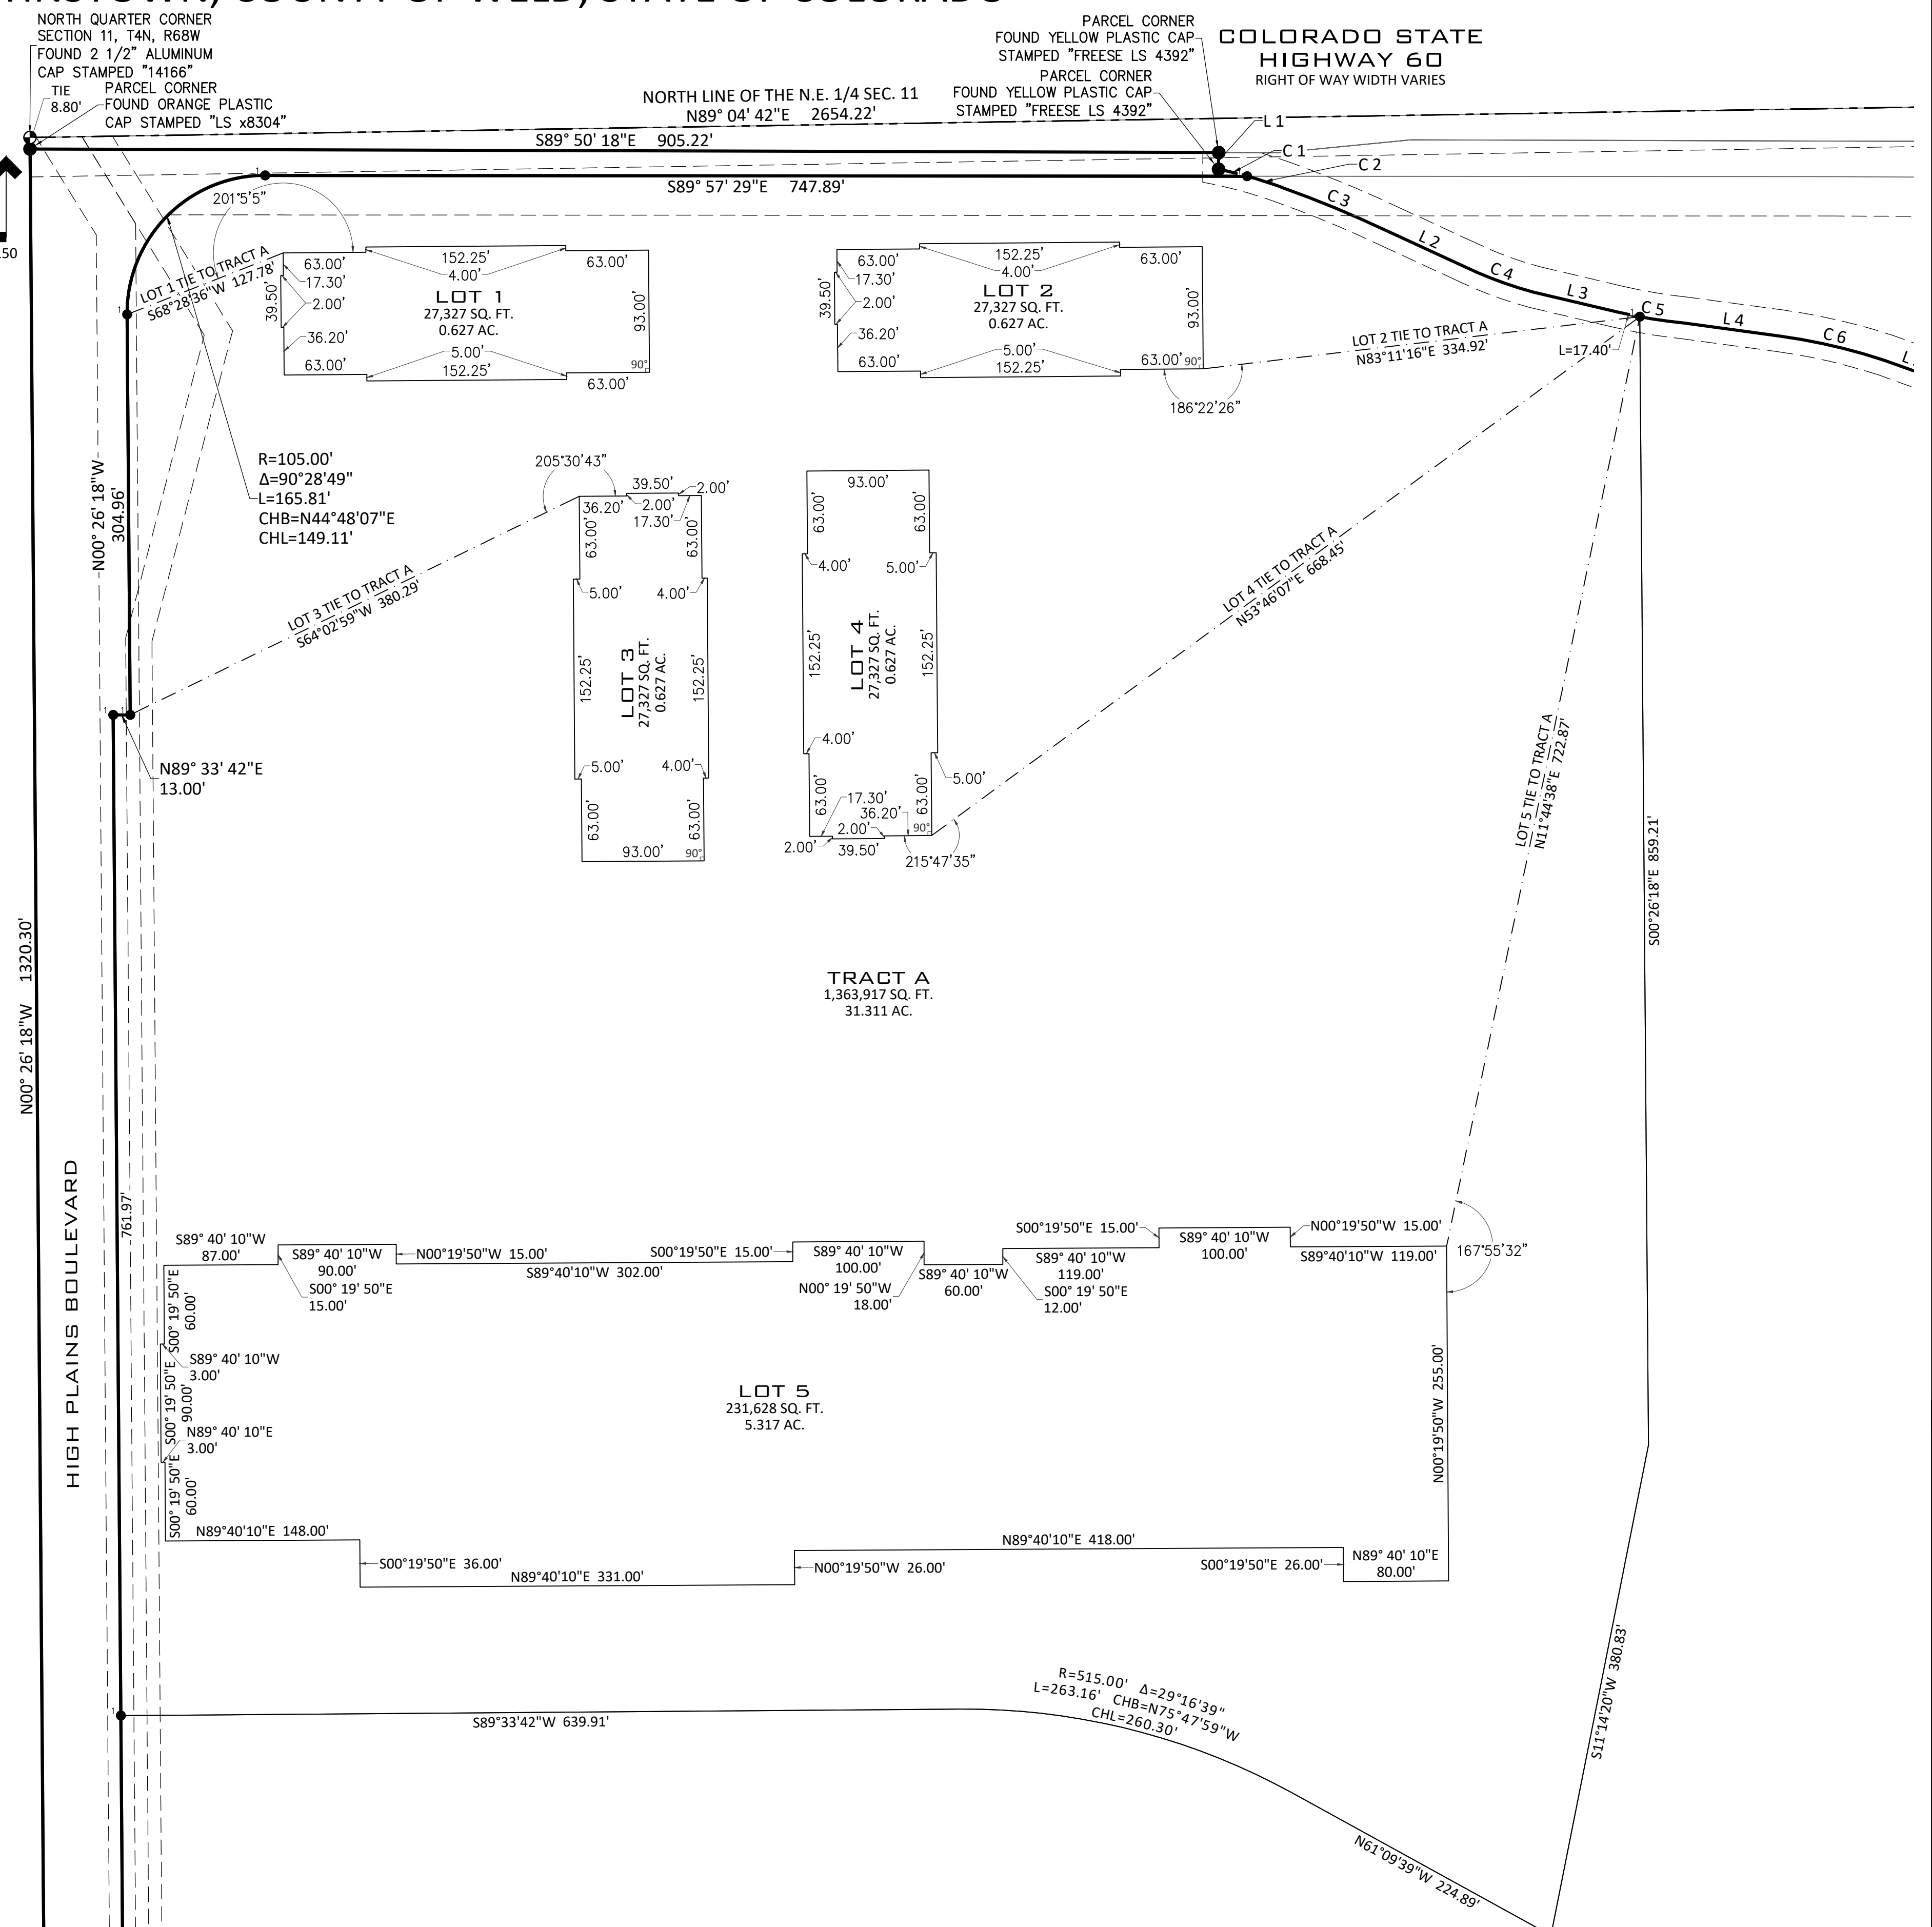 NORTH QUARTER CORNER
SECTION 11, T4N, R68W
FOUND 2 1/2" ALUMINUM
CAP STAMPED "14166"
TIE
8.80'
PARCEL CORNER
FOUND ORANGE PLASTIC
CAP STAMPED "LS x8304"
PARCEL CORNER
FOUND YELLOW PLASTIC CAP
STAMPED "FREESE LS 4392"
PARCEL CORNER
FOUND YELLOW PLASTIC CAP
STAMPED "FREESE LS 4392"
COLORADO STATE
HIGHWAY 60
RIGHT OF WAY WIDTH VARIES
NORTH LINE OF THE N.E. 1/4 SEC. 11
N89° 04' 42"E 2654.22'
S89° 50' 18"E 905.22'
S89° 57' 29"E 747.89'
L 1
C 1
C 2
C 3
L 2
C 4
L 3
C 5
L 4
C 6
L=17.40'
150
201°5'5"
LOT 1 TIE TO TRACT A
S68°28'36"W 127.78'
63.00'
152.25'
4.00'
63.00'
17.30'
39.50'
2.00'
36.20'
LOT 1
27,327 SQ. FT.
0.627 AC.
93.00'
5.00'
63.00'
152.25'
90°
63.00'
63.00'
152.25'
4.00'
63.00'
17.30'
39.50'
2.00'
36.20'
LOT 2
27,327 SQ. FT.
0.627 AC.
93.00'
5.00'
63.00'
152.25'
63.00'
90°
186°22'26"
LOT 2 TIE TO TRACT A
N83°11'16"E 334.92'
R=105.00'
Δ=90°28'49"
L=165.81'
CHB=N44°48'07"E
CHL=149.11'
N00° 26' 18"W
304.96'
205°30'43"
LOT 3 TIE TO TRACT A
S64°02'59"W 380.29'
39.50'
2.00'
36.20'
2.00'
17.30'
63.00'
63.00'
5.00'
4.00'
152.25'
LOT 3
27,327 SQ. FT.
0.627 AC.
152.25'
5.00'
4.00'
63.00'
63.00'
93.00'
90°
93.00'
63.00'
63.00'
4.00'
5.00'
152.25'
LOT 4
27,327 SQ. FT.
0.627 AC.
152.25'
4.00'
5.00'
63.00'
63.00'
17.30'
36.20'
2.00'
90°
2.00'
39.50'
215°47'35"
LOT 4 TIE TO TRACT A
N53°46'07"E 668.45'
LOT 5 TIE TO TRACT A
N11°44'38"E 722.87'
S00°26'18"E 859.21'
N89° 33' 42"E
13.00'
N00° 26' 18"W 1320.30'
TRACT A
1,363,917 SQ. FT.
31.311 AC.
HIGH PLAINS BOULEVARD
761.97'
S89° 40' 10"W
87.00'
S89° 40' 10"W
90.00'
S00° 19' 50"E
15.00'
N00°19'50"W 15.00'
S89°40'10"W 302.00'
S00°19'50"E 15.00'
S89° 40' 10"W
100.00'
N00° 19' 50"W
18.00'
S89° 40' 10"W
60.00'
S00°19'50"E 15.00'
S89° 40' 10"W
119.00'
S00° 19' 50"E
12.00'
S89° 40' 10"W
100.00'
N00°19'50"W 15.00'
S89°40'10"W 119.00'
167°55'32"
S00° 19' 50"E
60.00'
S89° 40' 10"W
3.00'
S00° 19' 50"E
90.00'
N89° 40' 10"E
3.00'
S00° 19' 50"E
60.00'
LOT 5
231,628 SQ. FT.
5.317 AC.
N00°19'50"W 255.00'
N89°40'10"E 148.00'
S00°19'50"E 36.00'
N89°40'10"E 331.00'
N00°19'50"W 26.00'
N89°40'10"E 418.00'
S00°19'50"E 26.00'
N89° 40' 10"E
80.00'
S89°33'42"W 639.91'
R=515.00' Δ=29°16'39"
L=263.16' CHB=N75°47'59"W
CHL=260.30'
S11°14'20"W 380.83'
N61°09'39"W 224.89'